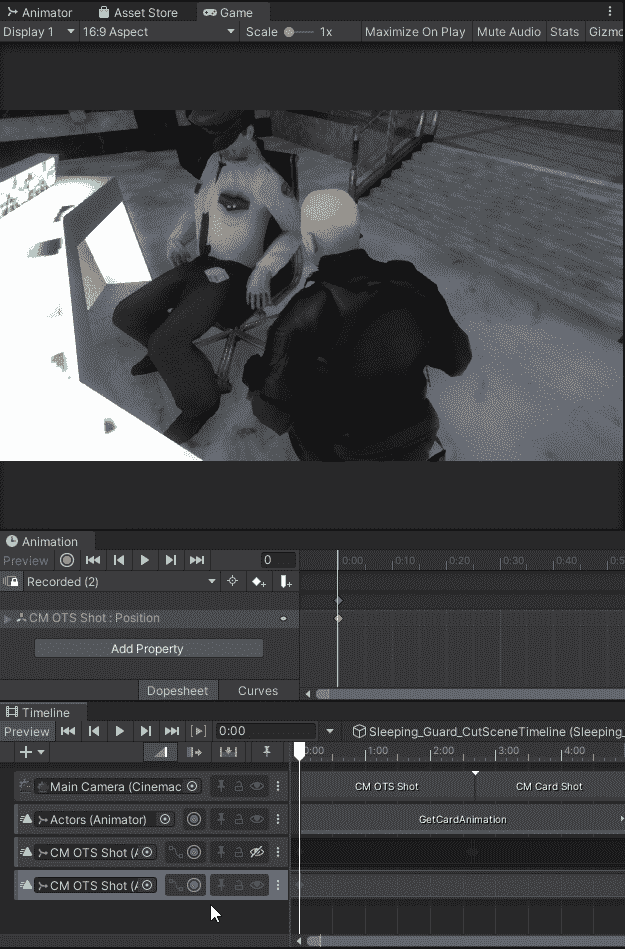 Animator Asset Store Game
Display 1 16:9 Aspect Scale 1x Maximize On Play Mute Audio Stats Gizmo
Animation
Preview 0 0:00 0:10 0:20 0:30 0:40 0:5
Recorded (2)
CM OTS Shot : Position
Add Property
Dopesheet Curves
Timeline
Preview 0:00 Sleeping_Guard_CutSceneTimeline (Sleeping_
0:00 1:00 2:00 3:00 4:00
Main Camera (Cinemac CM OTS Shot CM Card Shot
Actors (Animator) GetCardAnimation
CM OTS Shot (A
CM OTS Shot (A